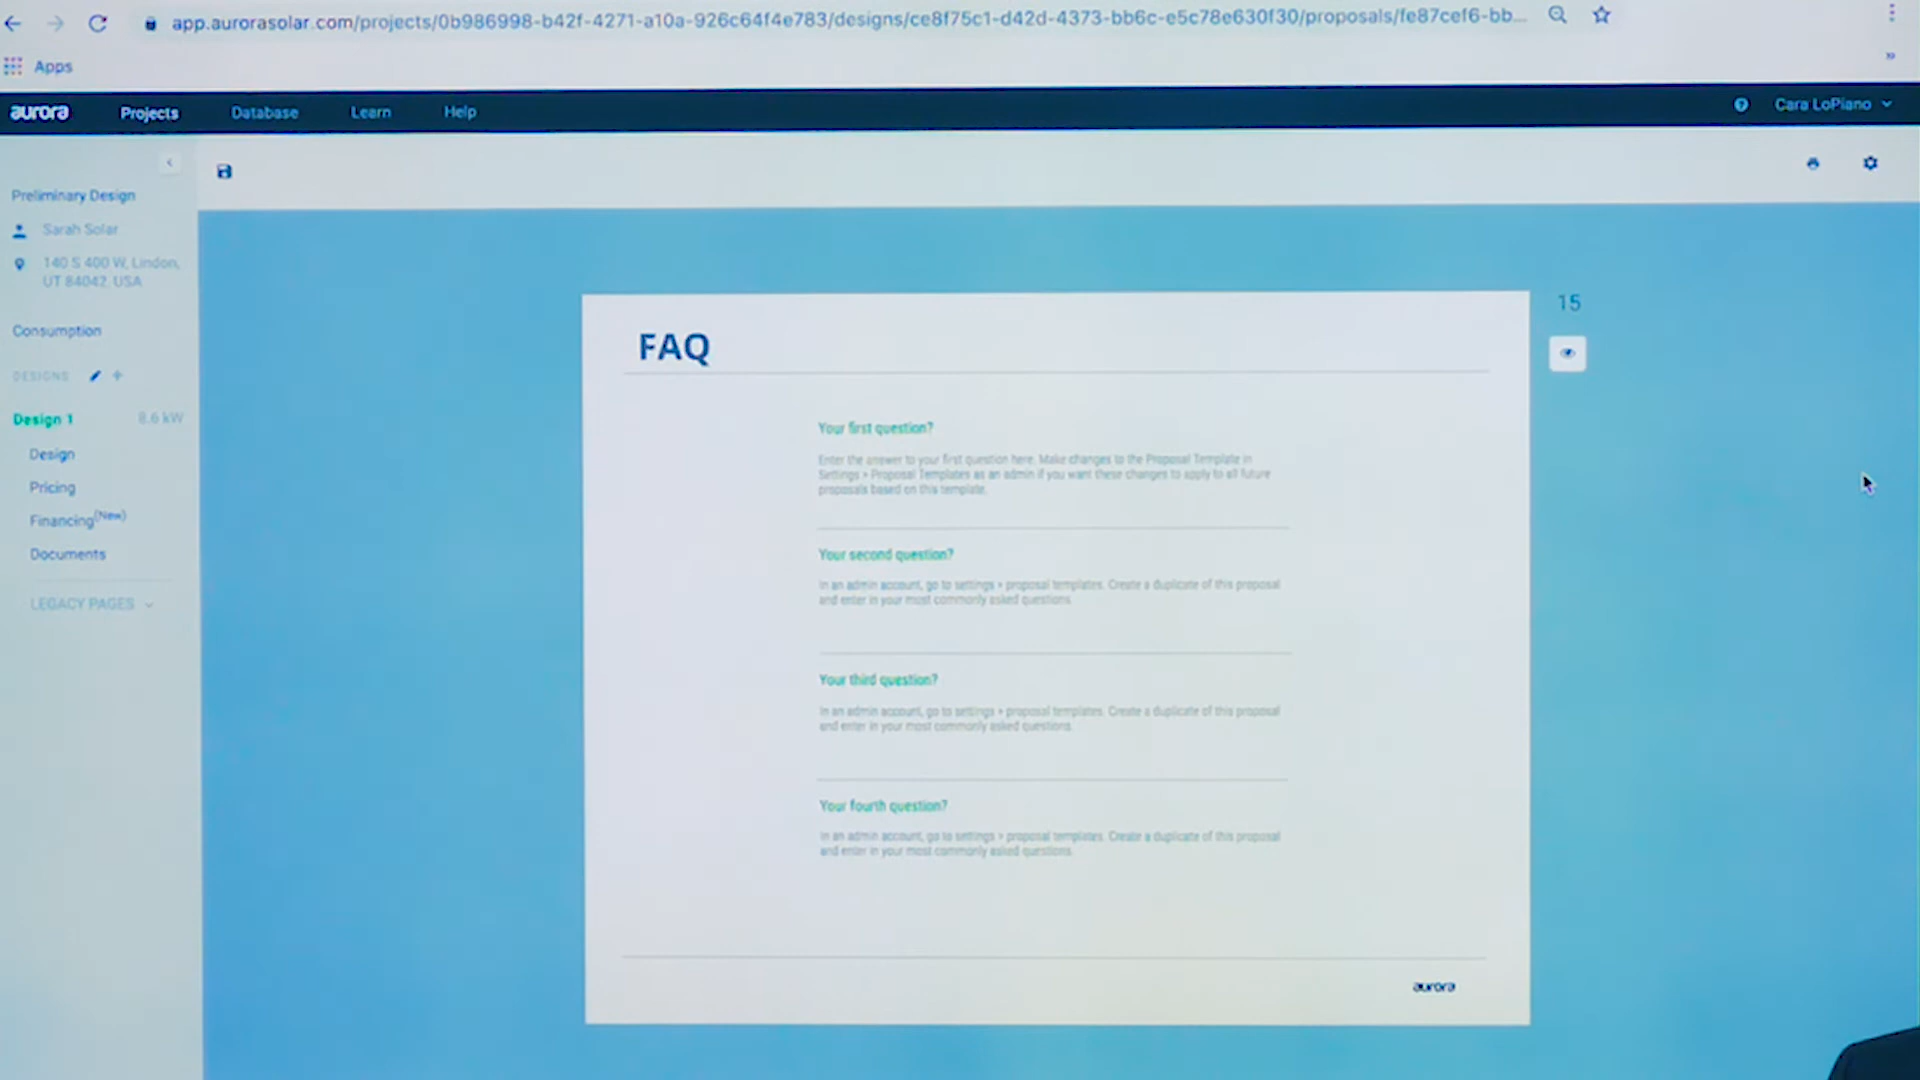 app.aurorasolar.com/projects/0b986998-b42f-4271-a10a-926c64f4e783/designs/ce8f75c1-d42d-4373-bb6c-e5c78e630f30/proposals/fe87cef6-bb...
Apps
aurora Projects Database Learn Help Cara LoPiano
Preliminary Design
Sarah Solar
140 S 400 W, Lindon,
UT 84042, USA
Consumption
DESIGNS
Design 1 8.6 kW
Design
Pricing
Financing(New)
Documents
LEGACY PAGES
15
FAQ
Your first question?
Enter the answer to your first question here. Make changes to the Proposal Template in
Settings > Proposal Templates as an admin if you want these changes to apply to all future
proposals based on this template.
Your second question?
In an admin account, go to settings > proposal templates. Create a duplicate of this proposal
and enter in your most commonly asked questions.
Your third question?
In an admin account, go to settings > proposal templates. Create a duplicate of this proposal
and enter in your most commonly asked questions.
Your fourth question?
In an admin account, go to settings > proposal templates. Create a duplicate of this proposal
and enter in your most commonly asked questions.
aurora